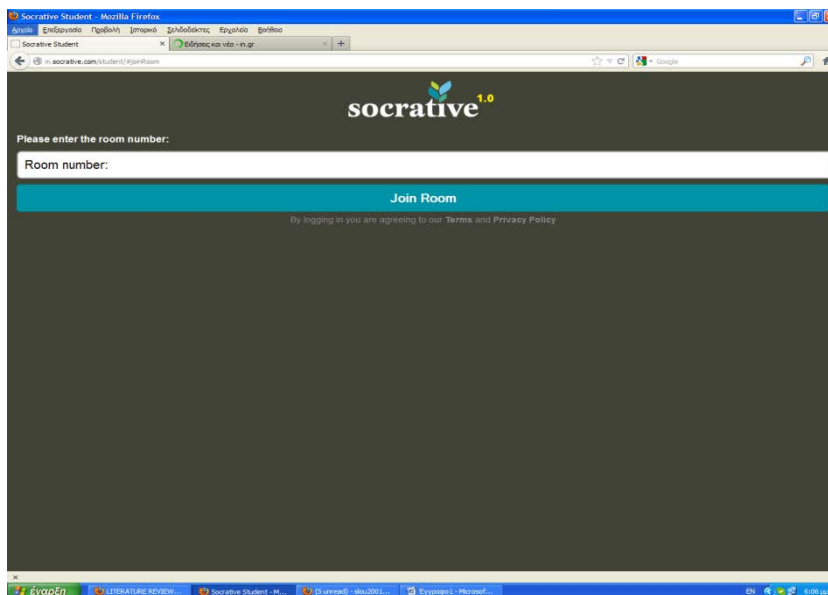 Socrative Student - Mozilla Firefox
Αρχείο Επεξεργασία Προβολή Ιστορικό Σελιδοδείκτες Εργαλεία Βοήθεια
Socrative Student × Ειδήσεις και νέα - in.gr × +
m.socrative.com/student/#joinRoom Google
socrative 1.0
Please enter the room number:
Room number:
Join Room
By logging in you are agreeing to our Terms and Privacy Policy
×
έναρξη LITERATURE REVIEW... Socrative Student - M... (5 unread) - slou2001... Έγγραφο1 - Microsof... EN 6:06